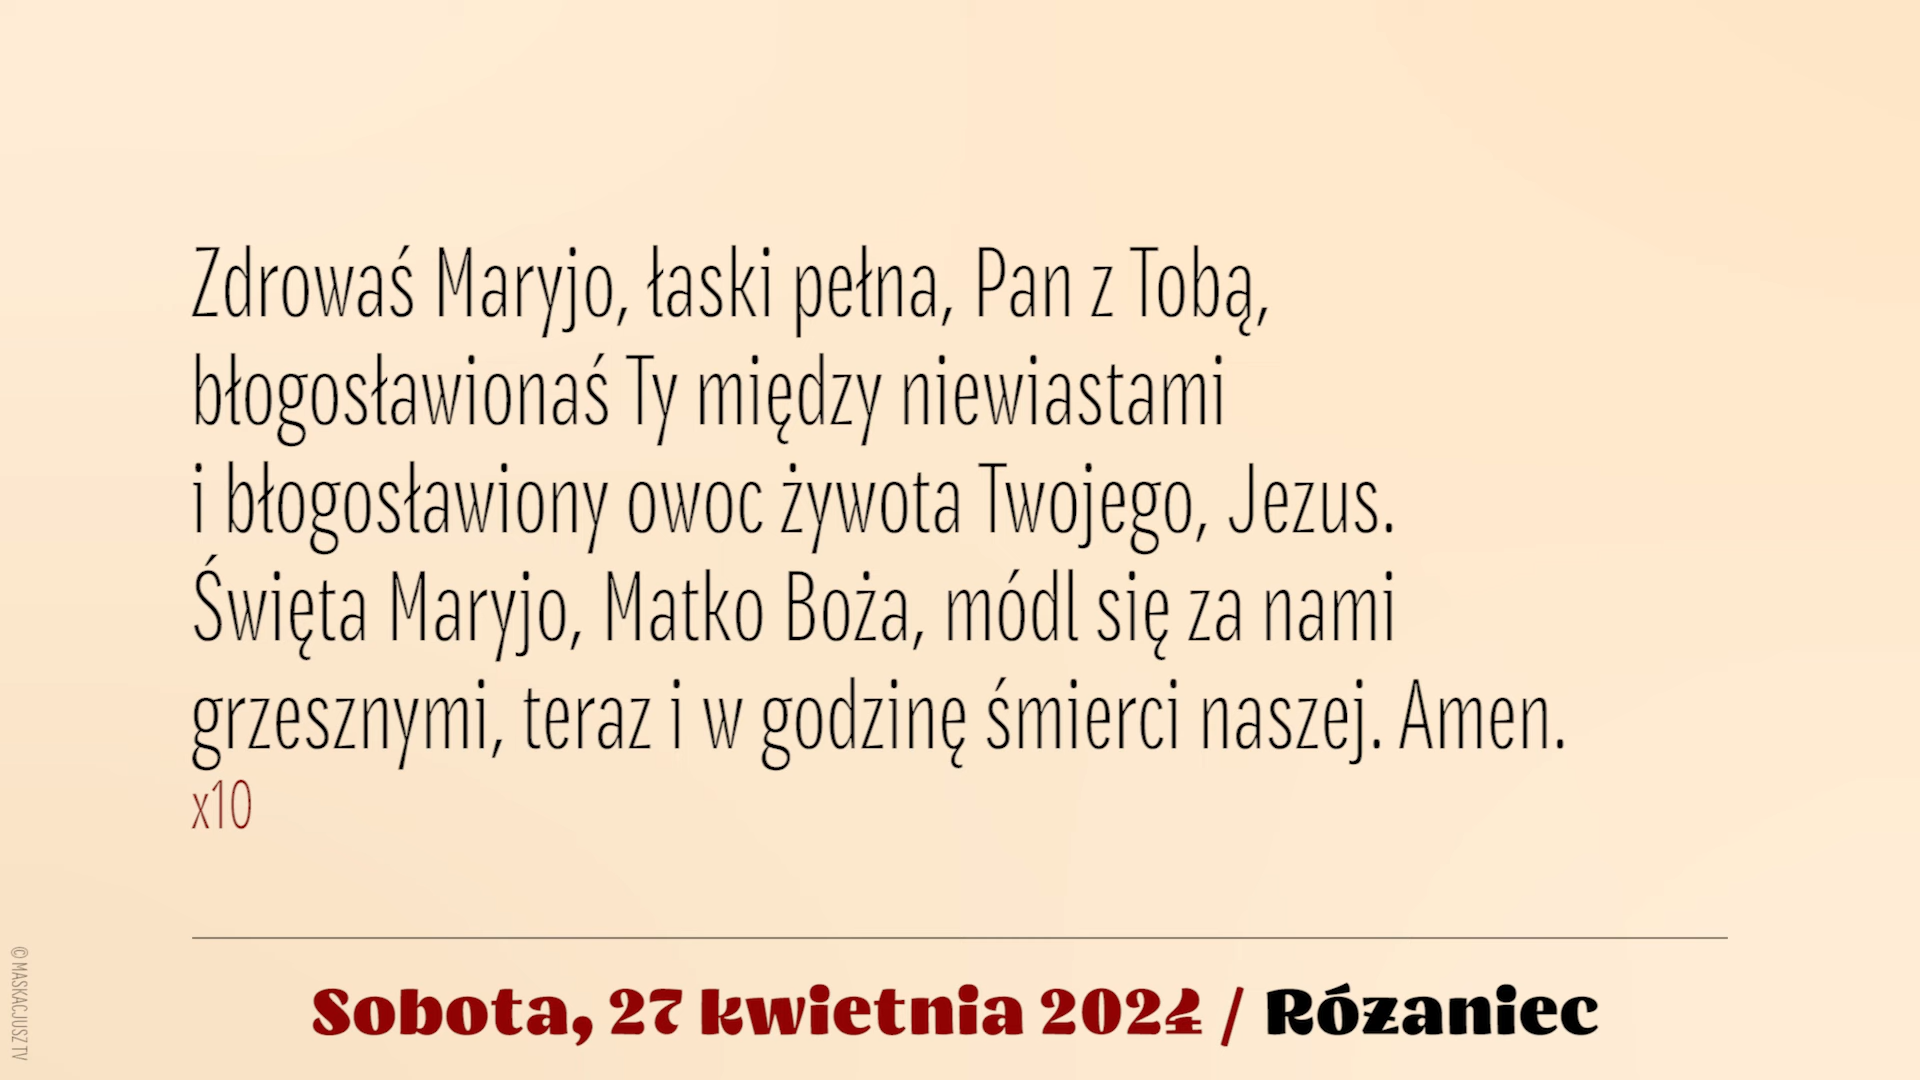 Zdrowaś Maryjo, łaski pełna, Pan z Tobą,
błogosławionaś Ty między niewiastami
i błogosławiony owoc żywota Twojego, Jezus.
Święta Maryjo, Matko Boża, módl się za nami
grzesznymi, teraz i w godzinę śmierci naszej. Amen.
x10
Sobota, 27 kwietnia 2024 / Różaniec
© MASKACJUSZ TV